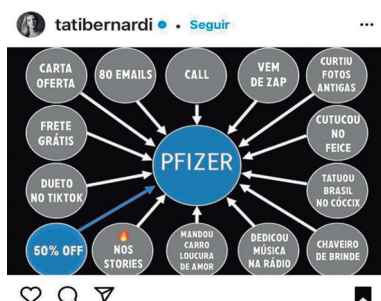 tatibernardi • Seguir
CARTA
OFERTA
80 EMAILS
CALL
VEM
DE ZAP
CURTIU
FOTOS
ANTIGAS
FRETE
GRÁTIS
CUTUCOU
NO
FEICE
PFIZER
DUETO
NO TIKTOK
TATUOU
BRASIL
NO CÓCCIX
50% OFF
NOS
STORIES
MANDOU
CARRO
LOUCURA
DE AMOR
DEDICOU
MÚSICA
NA RÁDIO
CHAVEIRO
DE BRINDE